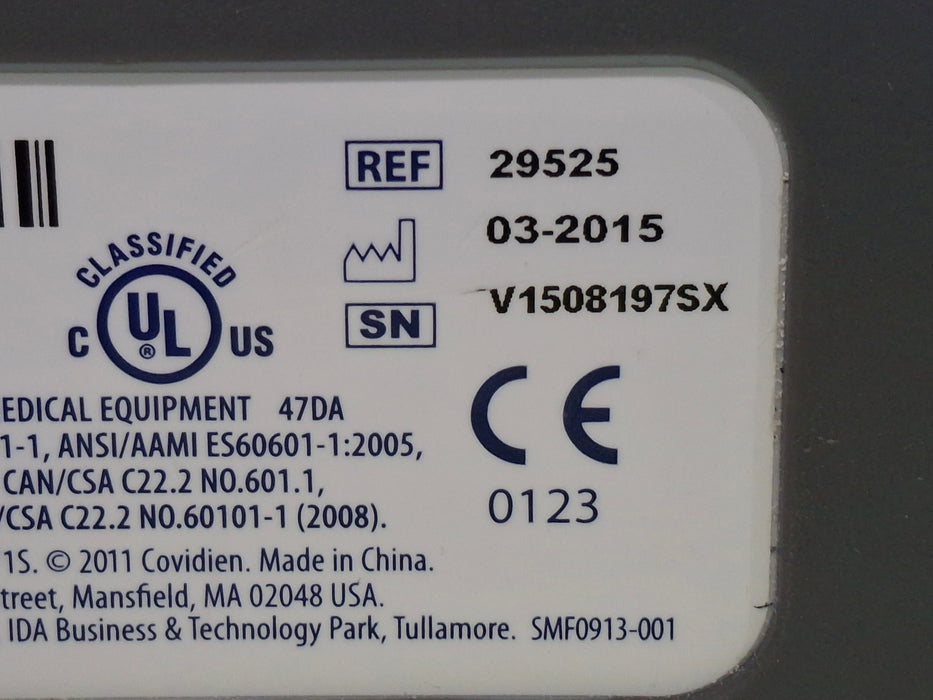 REF 29525
03-2015
SN V1508197SX
CLASSIFIED
C UL® US
EDICAL EQUIPMENT 47DA
1-1, ANSI/AAMI ES60601-1:2005,
CAN/CSA C22.2 NO.601.1,
/CSA C22.2 NO.60101-1 (2008).
CE
0123
1S. © 2011 Covidien. Made in China.
treet, Mansfield, MA 02048 USA.
IDA Business & Technology Park, Tullamore. SMF0913-001